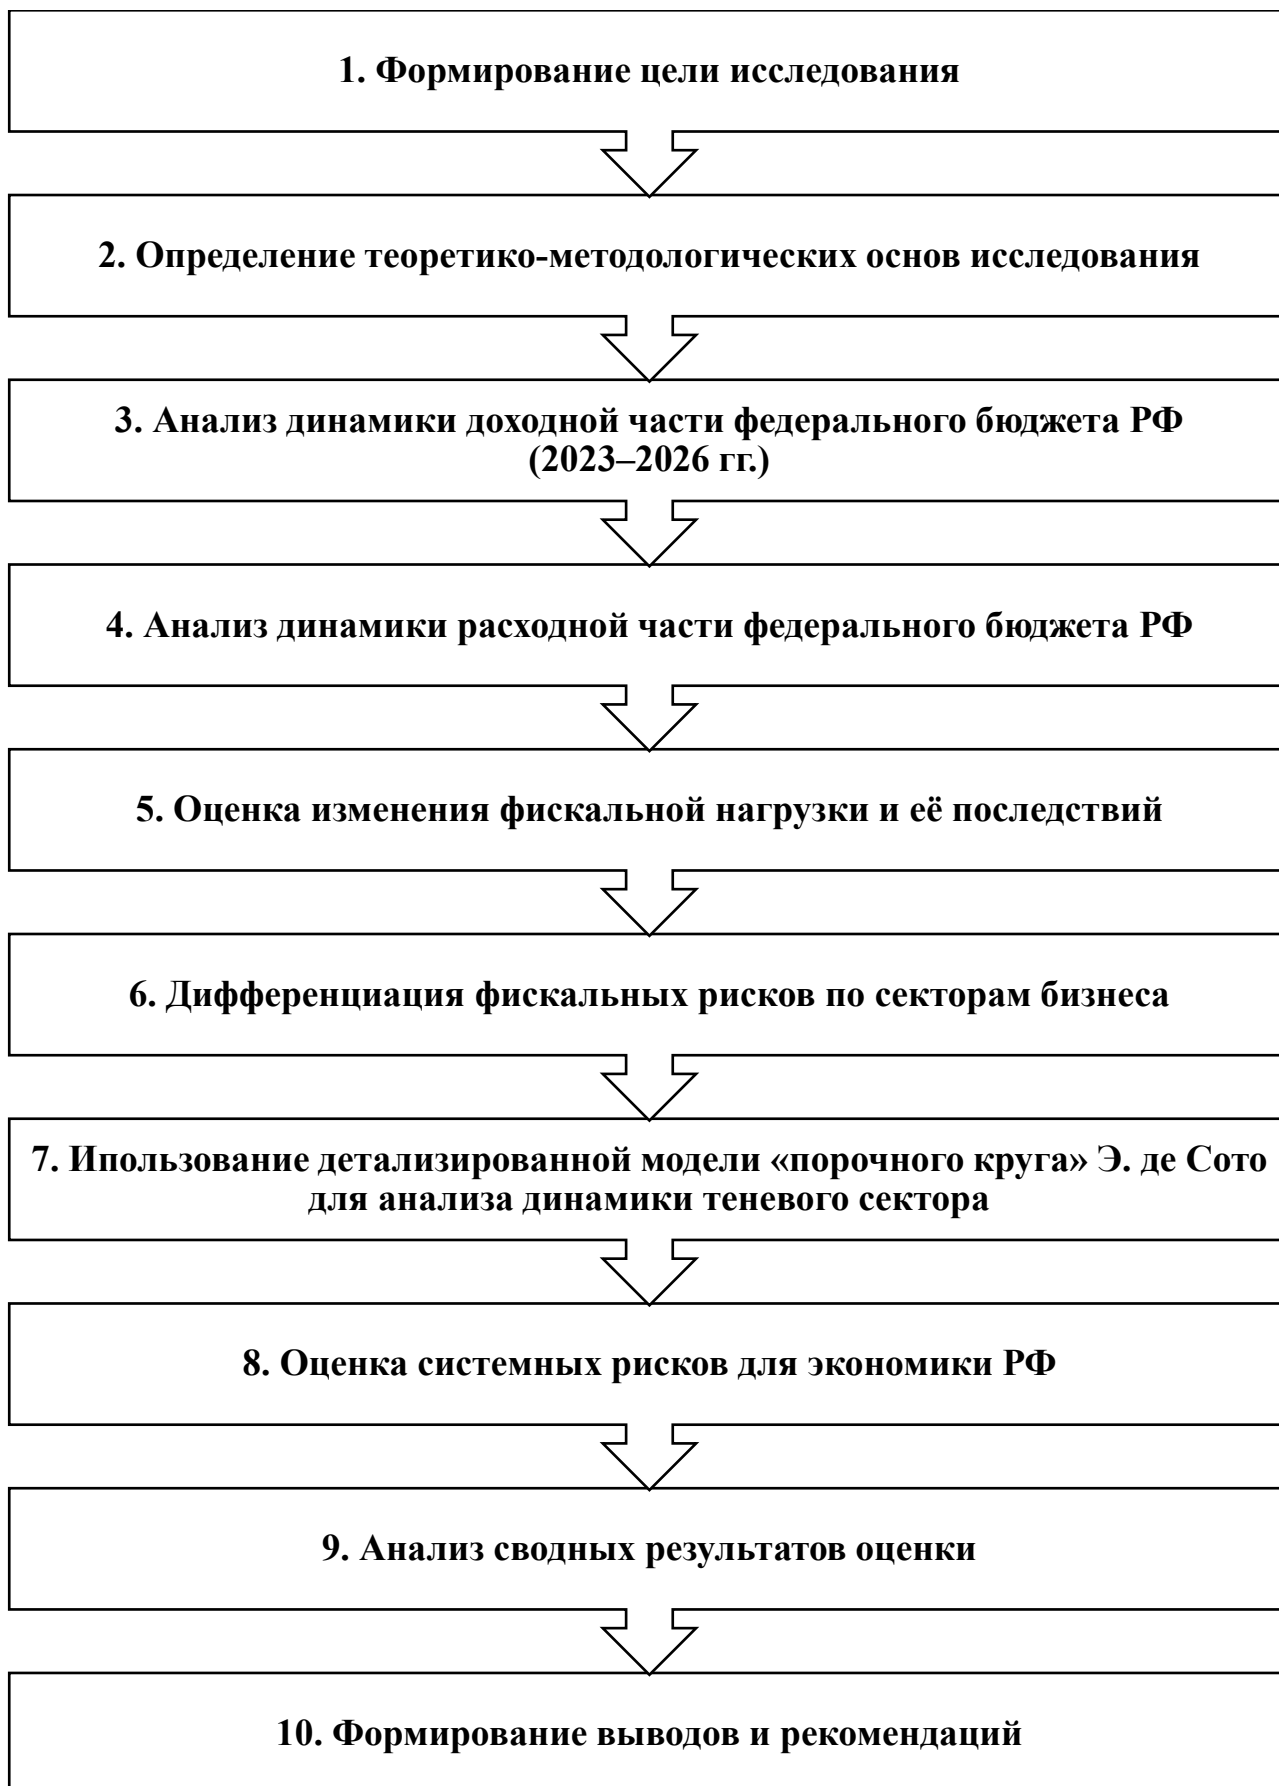 1. Формирование цели исследования
2. Определение теоретико-методологических основ исследования
3. Анализ динамики доходной части федерального бюджета РФ
(2023–2026 гг.)
4. Анализ динамики расходной части федерального бюджета РФ
5. Оценка изменения фискальной нагрузки и её последствий
6. Дифференциация фискальных рисков по секторам бизнеса
7. Ипользование детализированной модели «порочного круга» Э. де Сото
для анализа динамики теневого сектора
8. Оценка системных рисков для экономики РФ
9. Анализ сводных результатов оценки
10. Формирование выводов и рекомендаций